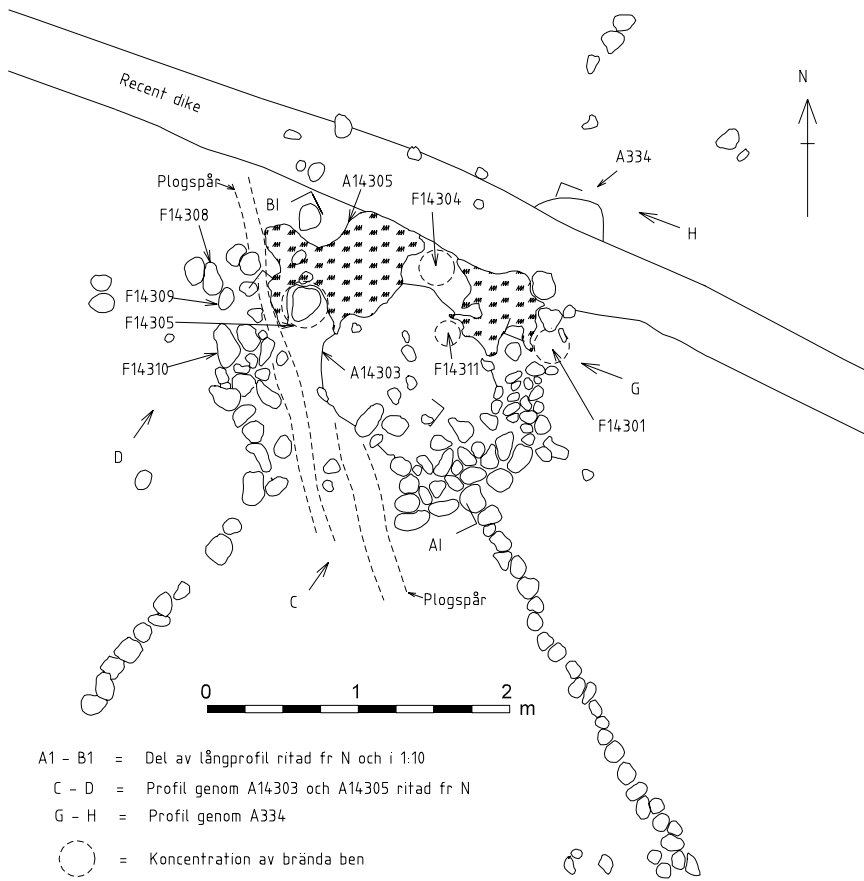 Recent dike
N
A334
Plogspår
A14305
BI
F14304
F14308
H
F14309
F14305
F14310
A14303
F14311
G
F14301
D
AI
C
Plogspår
0 1 2
m
A1 - B1 = Del av långprofil ritad fr N och i 1:10
C - D = Profil genom A14303 och A14305 ritad fr N
G - H = Profil genom A334
= Koncentration av brända ben